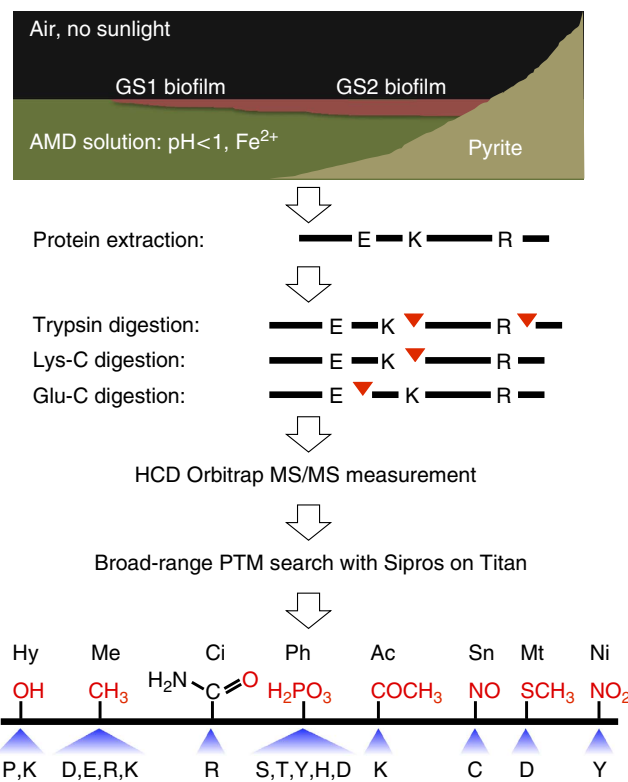 Air, no sunlight
GS1 biofilm GS2 biofilm
AMD solution: pH<1, Fe²⁺
Pyrite
Protein extraction: E K R
Trypsin digestion: E K R
Lys-C digestion: E K R
Glu-C digestion: E K R
HCD Orbitrap MS/MS measurement
Broad-range PTM search with Sipros on Titan
Hy Me Ci Ph Ac Sn Mt Ni
OH CH₃ H₂N C O H₂PO₃ COCH₃ NO SCH₃ NO₂
P,K D,E,R,K R S,T,Y,H,D K C D Y